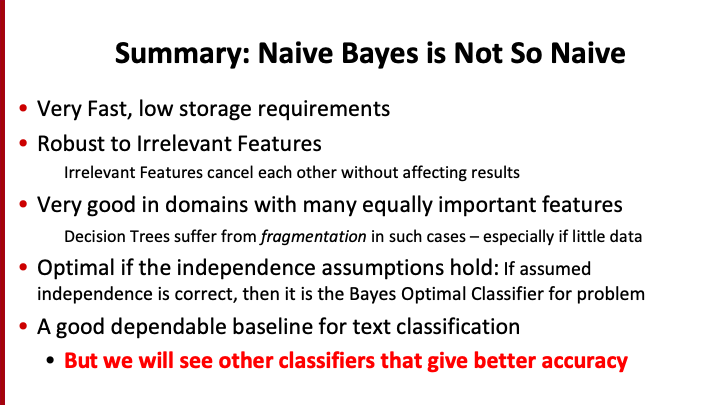 Summary: Naive Bayes is Not So Naive
• Very Fast, low storage requirements
• Robust to Irrelevant Features
Irrelevant Features cancel each other without affecting results
• Very good in domains with many equally important features
Decision Trees suffer from fragmentation in such cases – especially if little data
• Optimal if the independence assumptions hold: If assumed
independence is correct, then it is the Bayes Optimal Classifier for problem
• A good dependable baseline for text classification
• But we will see other classifiers that give better accuracy